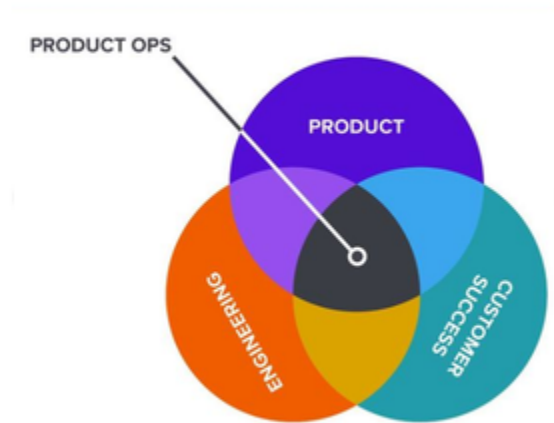 PRODUCT OPS
PRODUCT
ENGINEERING
CUSTOMER
SUCCESS